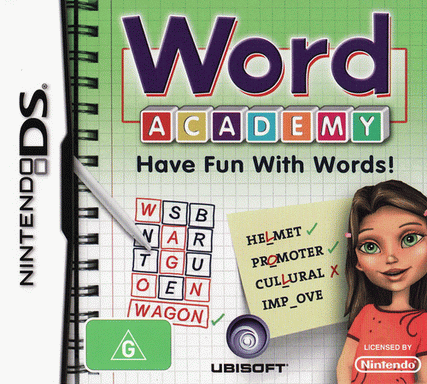 NINTENDO DS
Word
ACADEMY
Have Fun With Words!
W S B
N A R
T G U
O E N
WAGON ✓
HELMET ✓
PROMOTER ✓
CULLURAL X
IMP_OVE
G
UBISOFT®
LICENSED BY
Nintendo®